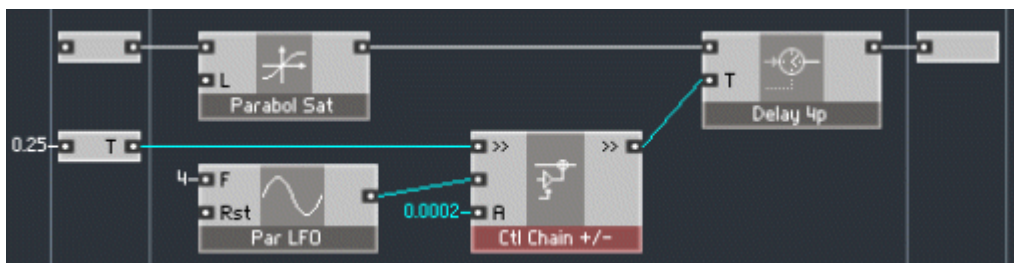 L
T
Parabol Sat
Delay 4p
0.25
T
>> >>
4
F
Rst
0.0002
A
Par LFO
Ctl Chain +/-